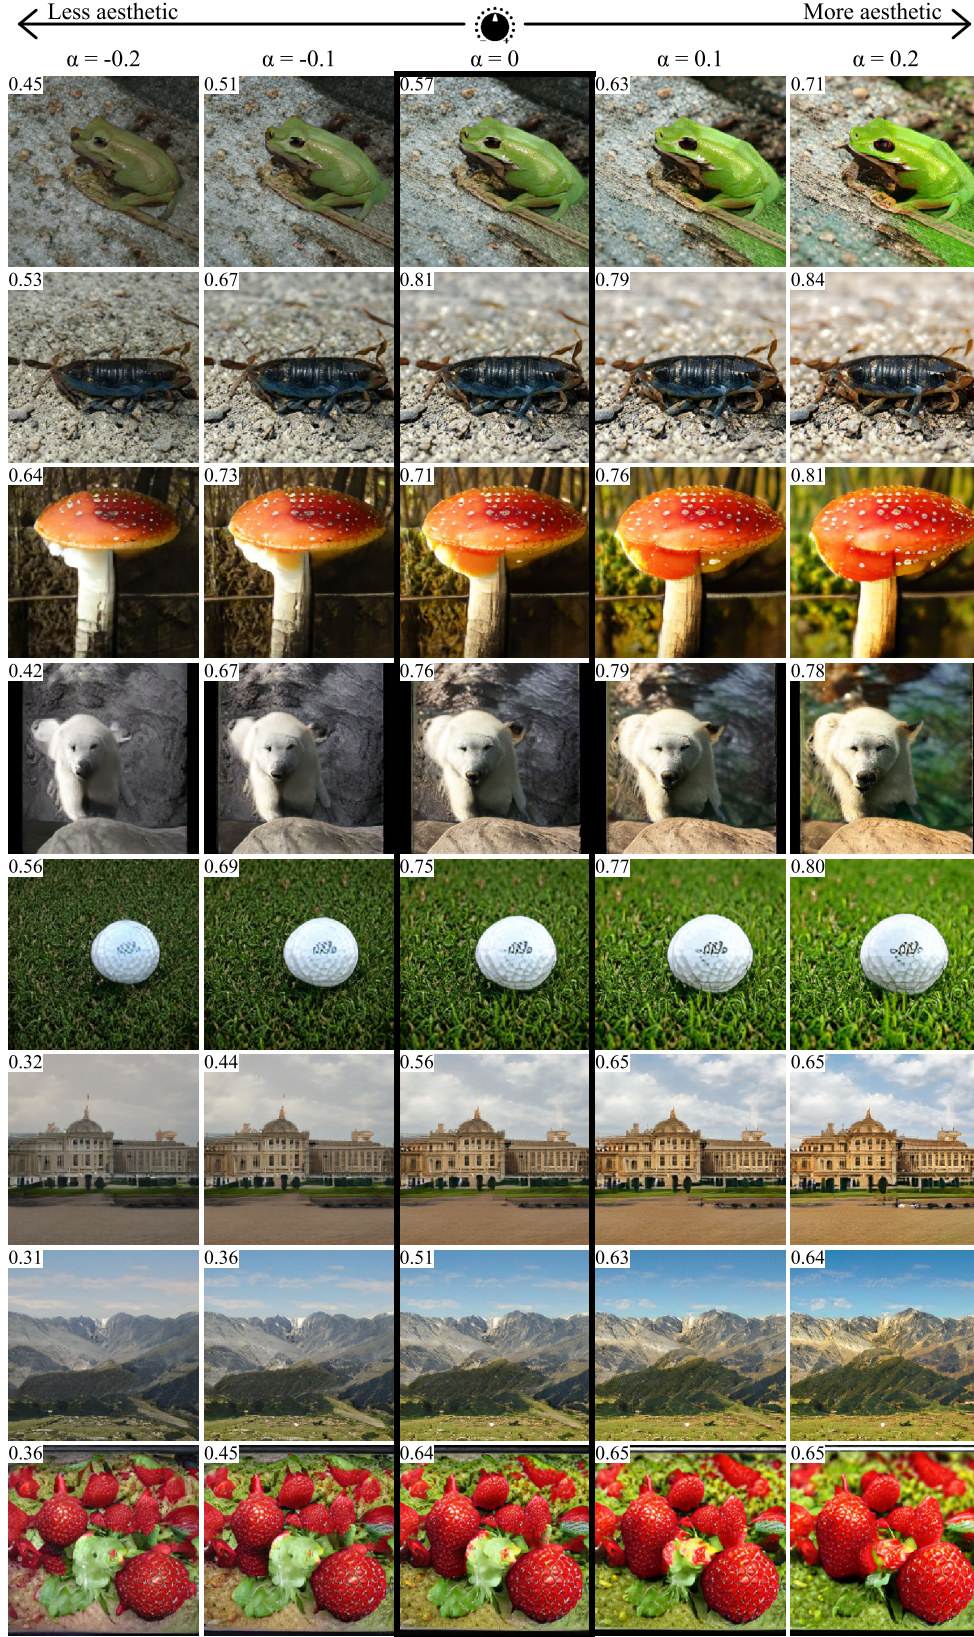 Less aesthetic More aesthetic
α = -0.2 α = -0.1 α = 0 α = 0.1 α = 0.2
0.45 0.51 0.57 0.63 0.71
0.53 0.67 0.81 0.79 0.84
0.64 0.73 0.71 0.76 0.81
0.42 0.67 0.76 0.79 0.78
0.56 0.69 0.75 0.77 0.80
0.32 0.44 0.56 0.65 0.65
0.31 0.36 0.51 0.63 0.64
0.36 0.45 0.64 0.65 0.65